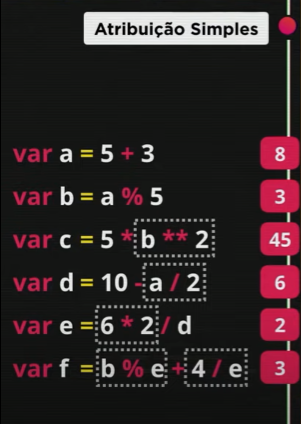 Atribuição Simples
var a = 5 + 3 8
var b = a % 5 3
var c = 5 * b ** 2 45
var d = 10 - a / 2 6
var e = 6 * 2 / d 2
var f = b % e + 4 / e 3